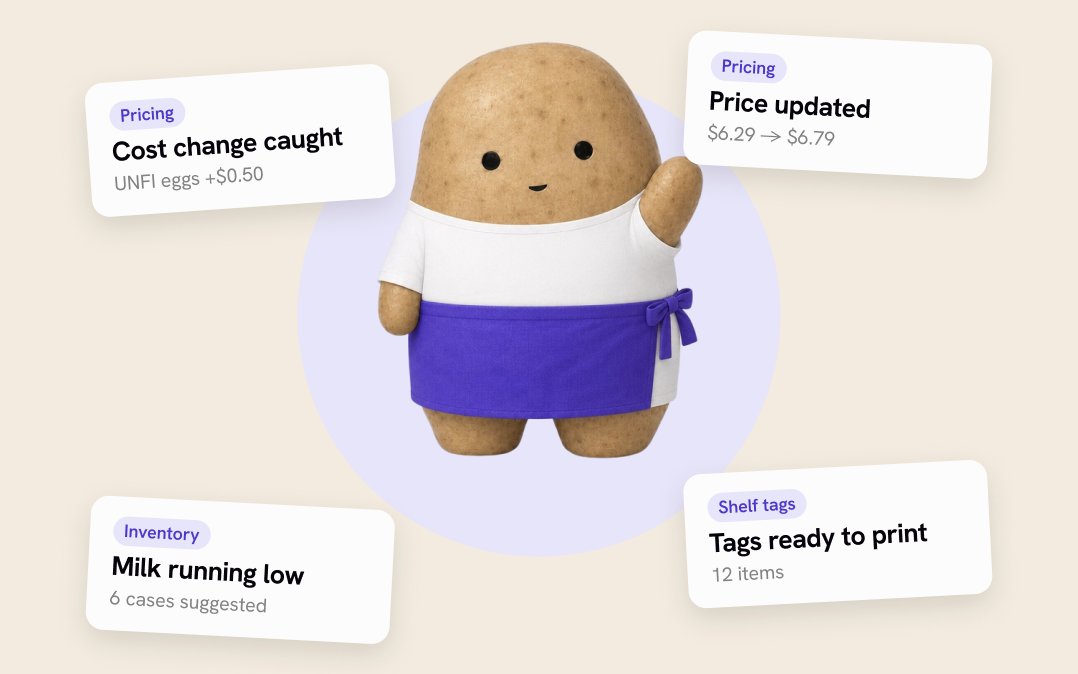 Pricing
Cost change caught
UNFI eggs +$0.50
Pricing
Price updated
$6.29 → $6.79
Inventory
Milk running low
6 cases suggested
Shelf tags
Tags ready to print
12 items